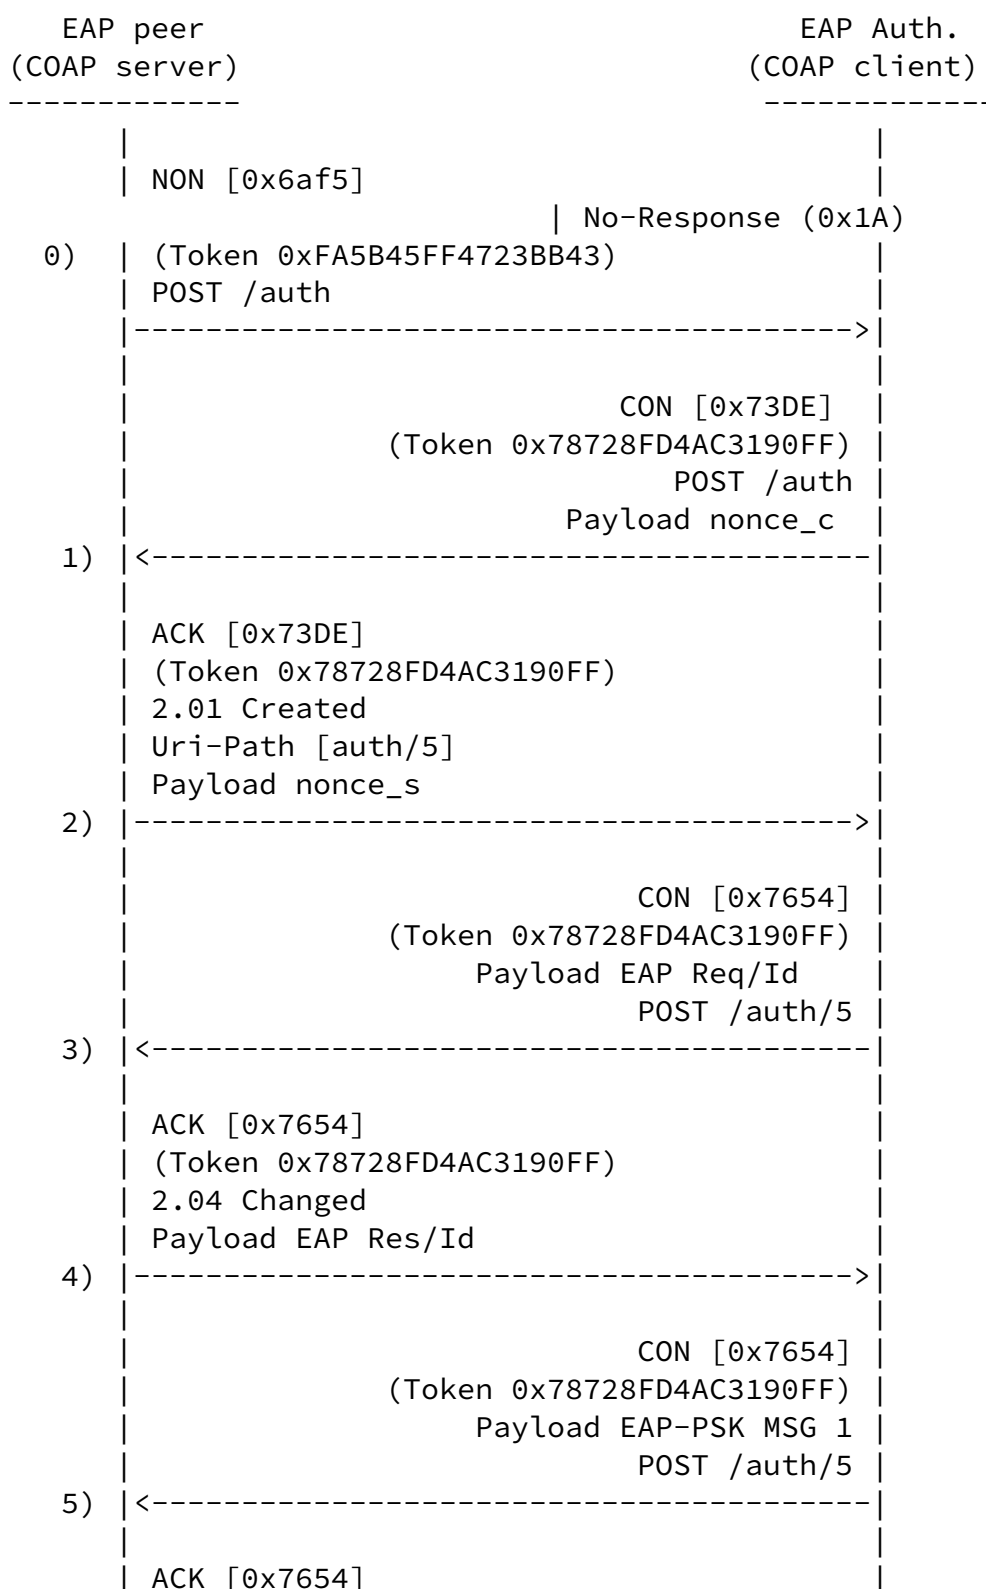 EAP peer                                 EAP Auth.
(COAP server)                            (COAP client)
-------------                             -------------
      |                                         |
      | NON [0x6af5]                            |
                              | No-Response (0x1A)
  0)  | (Token 0xFA5B45FF4723BB43)              |
      | POST /auth                              |
      |---------------------------------------->|
      |                                         |
      |                           CON [0x73DE]  |
      |              (Token 0x78728FD4AC3190FF) |
      |                              POST /auth |
      |                        Payload nonce_c  |
   1) |<----------------------------------------|
      |                                         |
      | ACK [0x73DE]                            |
      | (Token 0x78728FD4AC3190FF)              |
      | 2.01 Created                            |
      | Uri-Path [auth/5]                       |
      | Payload nonce_s                         |
   2) |---------------------------------------->|
      |                                         |
      |                            CON [0x7654] |
      |              (Token 0x78728FD4AC3190FF) |
      |                   Payload EAP Req/Id    |
      |                            POST /auth/5 |
   3) |<----------------------------------------|
      |                                         |
      | ACK [0x7654]                            |
      | (Token 0x78728FD4AC3190FF)              |
      | 2.04 Changed                            |
      | Payload EAP Res/Id                      |
   4) |---------------------------------------->|
      |                                         |
      |                            CON [0x7654] |
      |              (Token 0x78728FD4AC3190FF) |
      |                   Payload EAP-PSK MSG 1 |
      |                            POST /auth/5 |
   5) |<----------------------------------------|
      |                                         |
      | ACK [0x7654]                            |